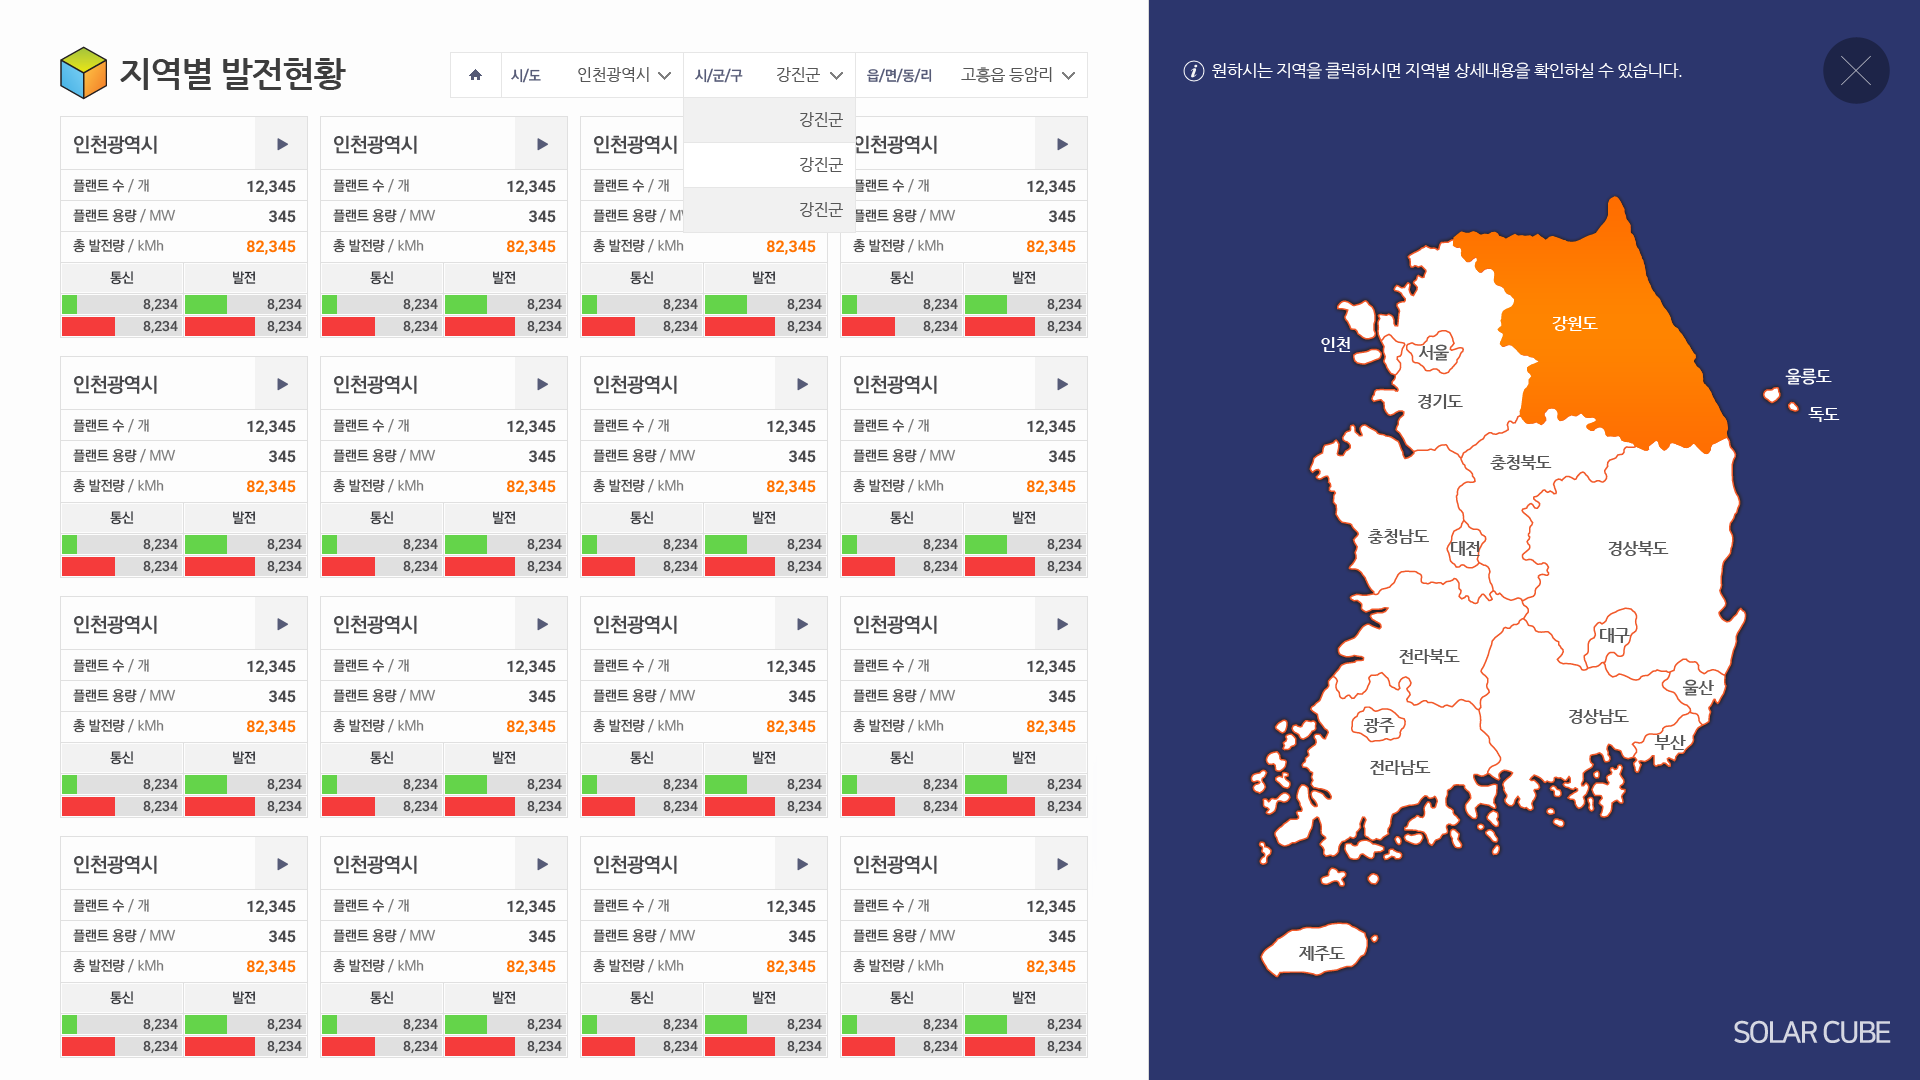 지역별 발전현황
시/도 인천광역시 시/군/구 강진군 읍/면/동/리 고흥읍 등암리
강진군
강진군
강진군
인천광역시 인천광역시 인천광역시 인천광역시
플랜트 수 / 개 12,345 플랜트 수 / 개 12,345 플랜트 수 / 개 플랜트 수 / 개 12,345
플랜트 용량 / MW 345 플랜트 용량 / MW 345 플랜트 용량 / MW 플랜트 용량 / MW 345
총 발전량 / kMh 82,345 총 발전량 / kMh 82,345 총 발전량 / kMh 82,345 총 발전량 / kMh 82,345
통신 발전 통신 발전 통신 발전 통신 발전
8,234 8,234 8,234 8,234 8,234 8,234 8,234 8,234
8,234 8,234 8,234 8,234 8,234 8,234 8,234 8,234
인천광역시 인천광역시 인천광역시 인천광역시
플랜트 수 / 개 12,345 플랜트 수 / 개 12,345 플랜트 수 / 개 12,345 플랜트 수 / 개 12,345
플랜트 용량 / MW 345 플랜트 용량 / MW 345 플랜트 용량 / MW 345 플랜트 용량 / MW 345
총 발전량 / kMh 82,345 총 발전량 / kMh 82,345 총 발전량 / kMh 82,345 총 발전량 / kMh 82,345
통신 발전 통신 발전 통신 발전 통신 발전
8,234 8,234 8,234 8,234 8,234 8,234 8,234 8,234
8,234 8,234 8,234 8,234 8,234 8,234 8,234 8,234
인천광역시 인천광역시 인천광역시 인천광역시
플랜트 수 / 개 12,345 플랜트 수 / 개 12,345 플랜트 수 / 개 12,345 플랜트 수 / 개 12,345
플랜트 용량 / MW 345 플랜트 용량 / MW 345 플랜트 용량 / MW 345 플랜트 용량 / MW 345
총 발전량 / kMh 82,345 총 발전량 / kMh 82,345 총 발전량 / kMh 82,345 총 발전량 / kMh 82,345
통신 발전 통신 발전 통신 발전 통신 발전
8,234 8,234 8,234 8,234 8,234 8,234 8,234 8,234
8,234 8,234 8,234 8,234 8,234 8,234 8,234 8,234
인천광역시 인천광역시 인천광역시 인천광역시
플랜트 수 / 개 12,345 플랜트 수 / 개 12,345 플랜트 수 / 개 12,345 플랜트 수 / 개 12,345
플랜트 용량 / MW 345 플랜트 용량 / MW 345 플랜트 용량 / MW 345 플랜트 용량 / MW 345
총 발전량 / kMh 82,345 총 발전량 / kMh 82,345 총 발전량 / kMh 82,345 총 발전량 / kMh 82,345
통신 발전 통신 발전 통신 발전 통신 발전
8,234 8,234 8,234 8,234 8,234 8,234 8,234 8,234
8,234 8,234 8,234 8,234 8,234 8,234 8,234 8,234
원하시는 지역을 클릭하시면 지역별 상세내용을 확인하실 수 있습니다.
강원도
인천
서울
울릉도
경기도
독도
충청북도
충청남도
대전
경상북도
대구
전라북도
울산
경상남도
광주
부산
전라남도
제주도
SOLAR CUBE